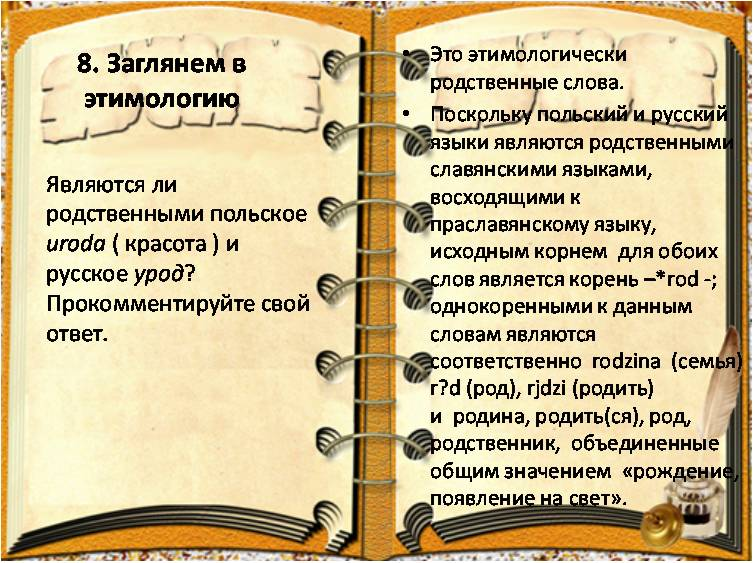 8. Заглянем в
этимологию
Являются ли
родственными польское
uroda ( красота ) и
русское урод?
Прокомментируйте свой
ответ.
• Это этимологически
родственные слова.
• Поскольку польский и русский
языки являются родственными
славянскими языками,
восходящими к
праславянскому языку,
исходным корнем для обоих
слов является корень –*rod -;
однокоренными к данным
словам являются
соответственно rodzina (семья)
r?d (род), rjdzi (родить)
и родина, родить(ся), род,
родственник, объединенные
общим значением «рождение,
появление на свет».